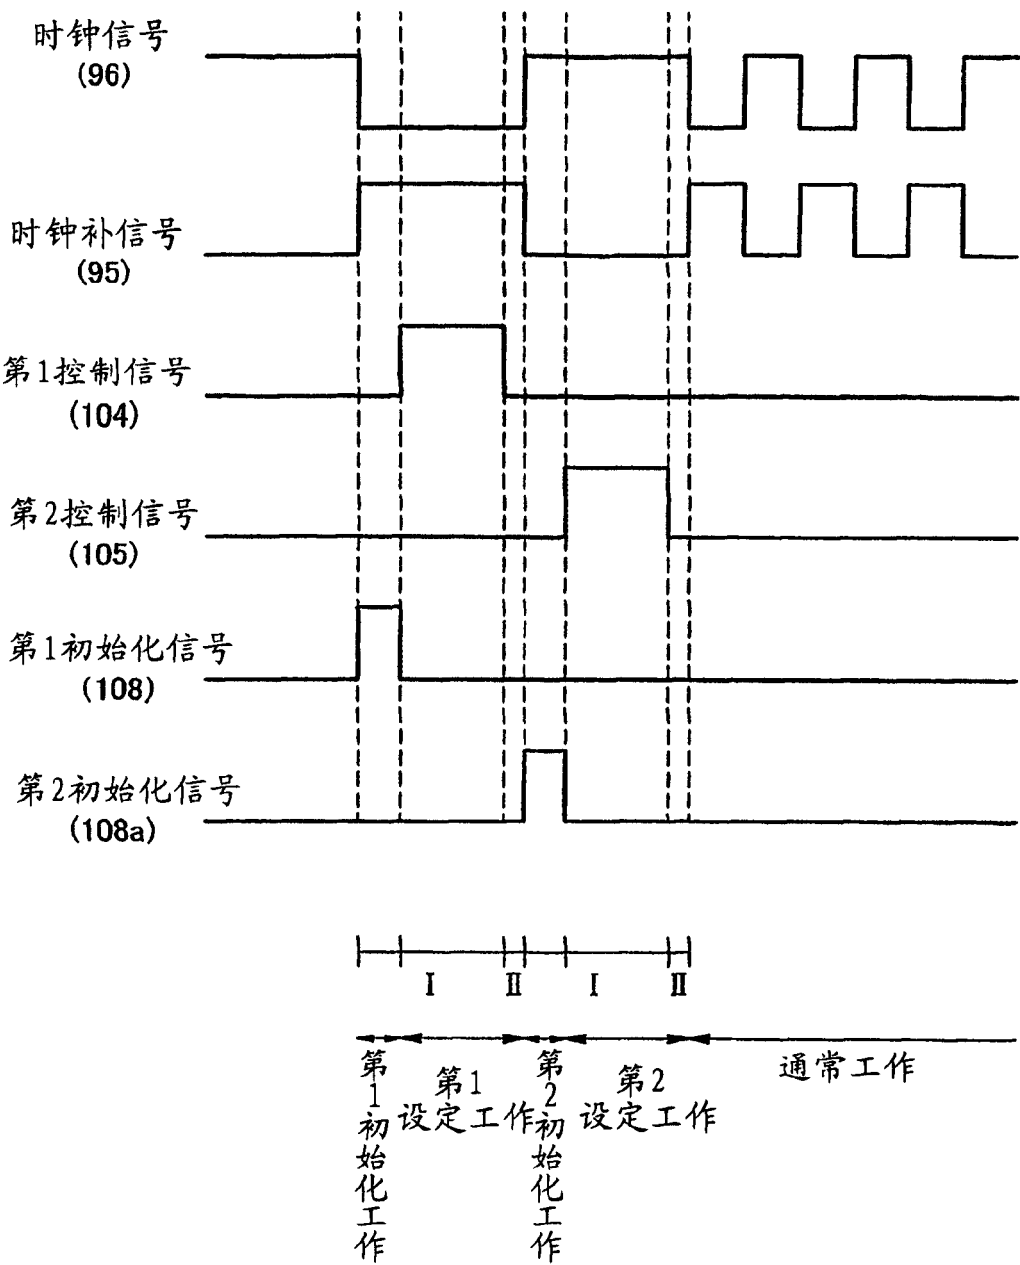 时钟信号
(96)
时钟补信号
(95)
第1控制信号
(104)
第2控制信号
(105)
第1初始化信号
(108)
第2初始化信号
(108a)
I
II
I
II
第1初始化工作
第1
设定工作
第2初始化工作
第2
设定工作
通常工作